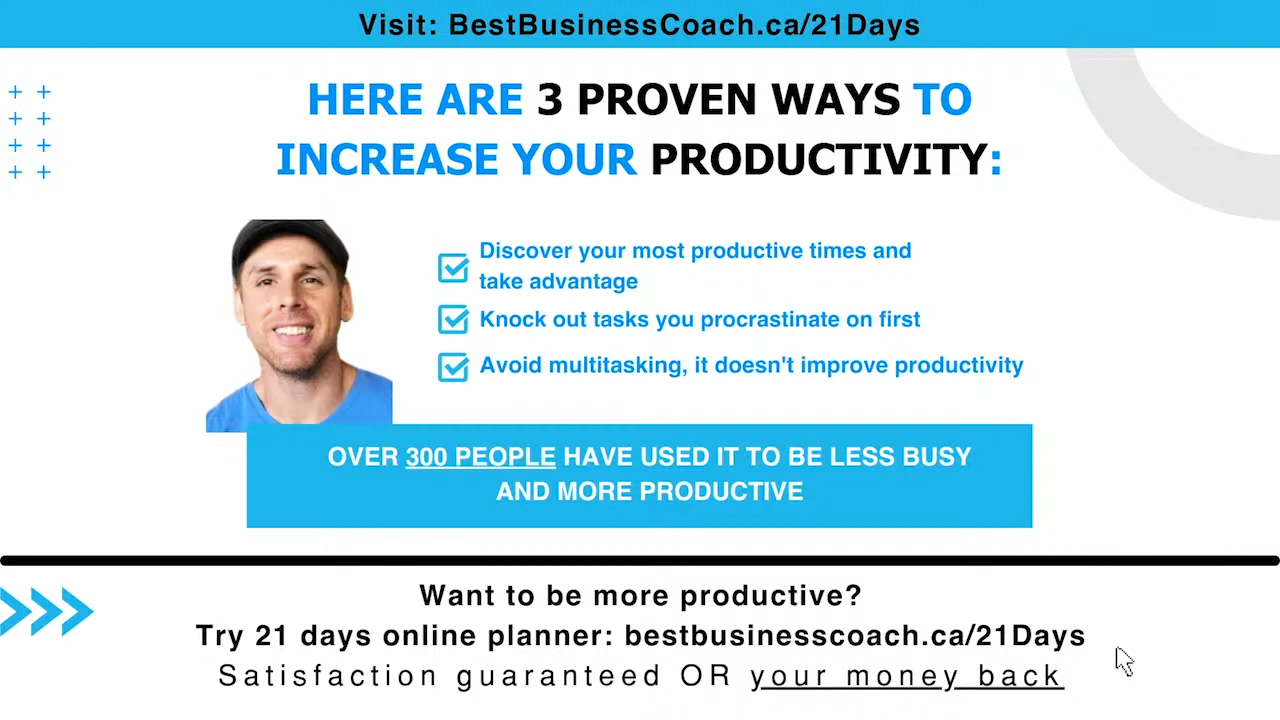 Visit: BestBusinessCoach.ca/21Days
HERE ARE 3 PROVEN WAYS TO
INCREASE YOUR PRODUCTIVITY:
Discover your most productive times and
take advantage
Knock out tasks you procrastinate on first
Avoid multitasking, it doesn't improve productivity
OVER 300 PEOPLE HAVE USED IT TO BE LESS BUSY
AND MORE PRODUCTIVE
Want to be more productive?
Try 21 days online planner: bestbusinesscoach.ca/21Days
Satisfaction guaranteed OR your money back